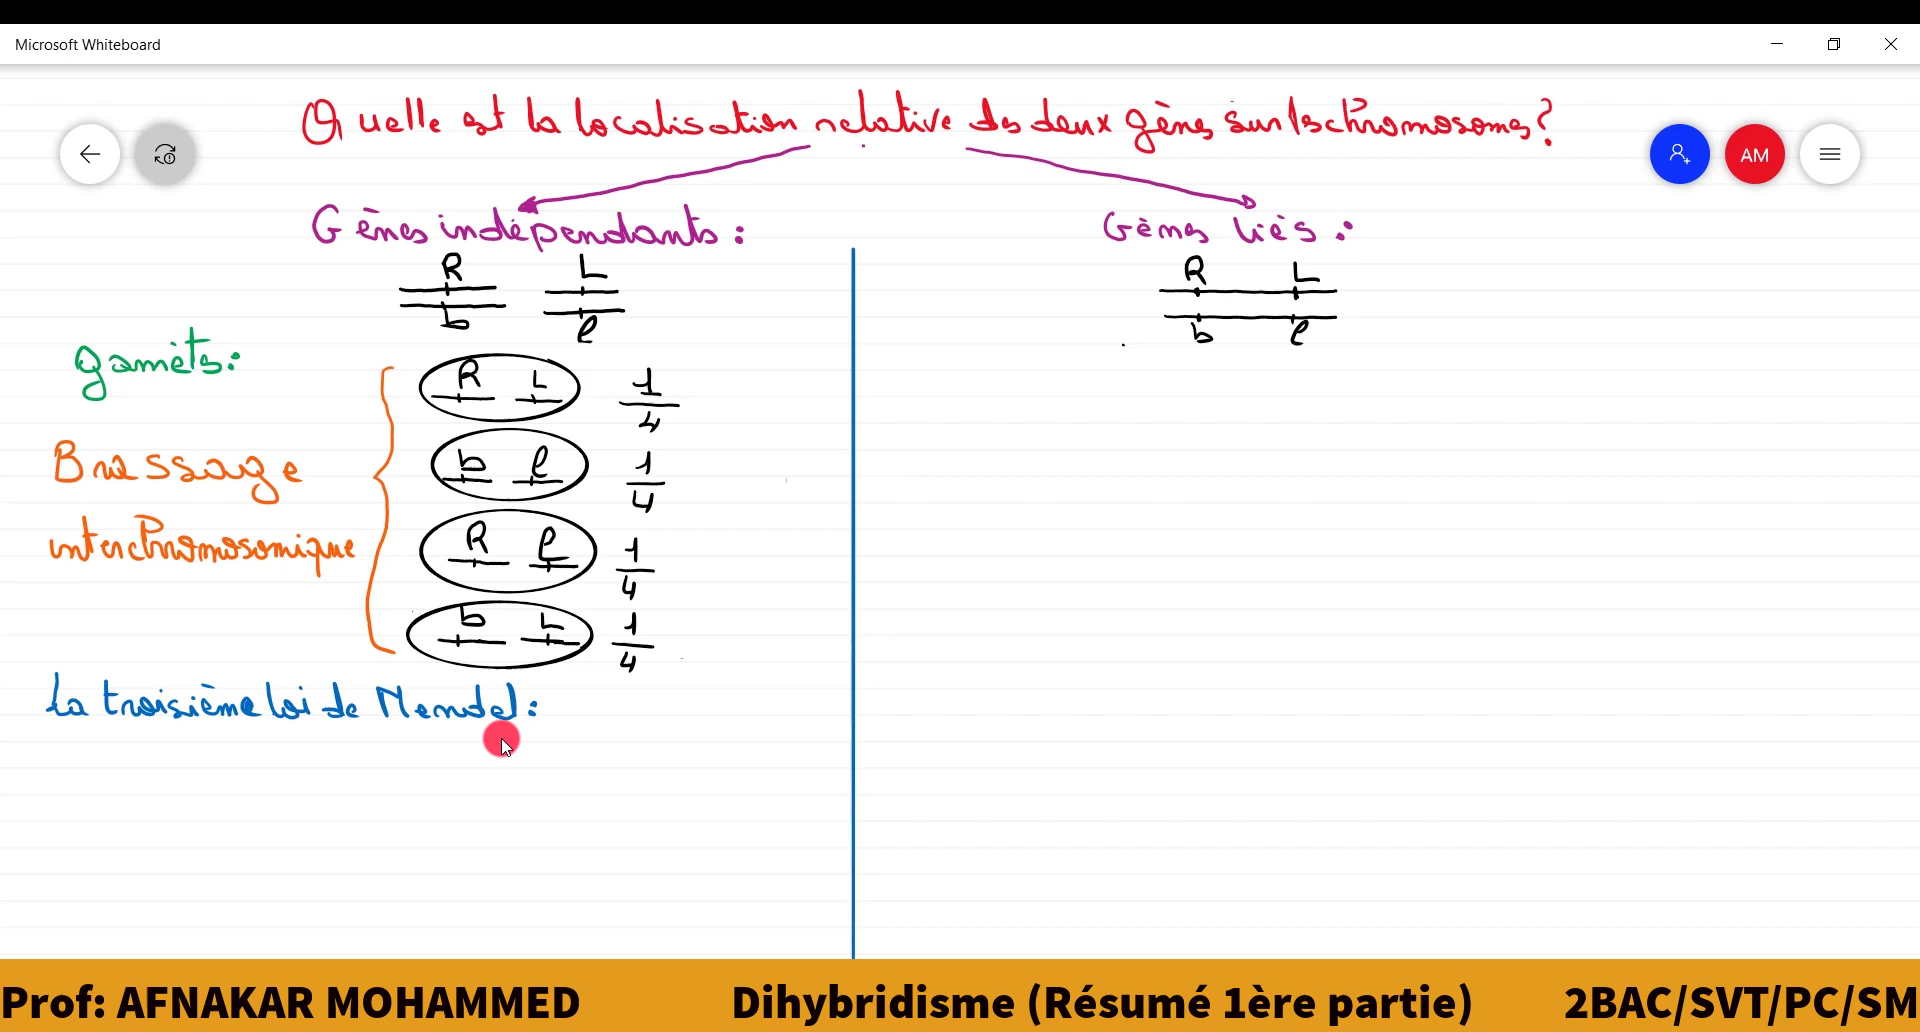 Microsoft Whiteboard
Quelle est la localisation relative des deux gènes sur les chromosomes?
AM
Gènes indépendants :
Gènes liés :
R L
b l
R L
b l
gamètes:
R L 1/4
b l 1/4
Brassage
interchromosomique
R l 1/4
b L 1/4
La troisième loi de Mendel :
Prof: AFNAKAR MOHAMMED Dihybridisme (Résumé 1ère partie) 2BAC/SVT/PC/SM